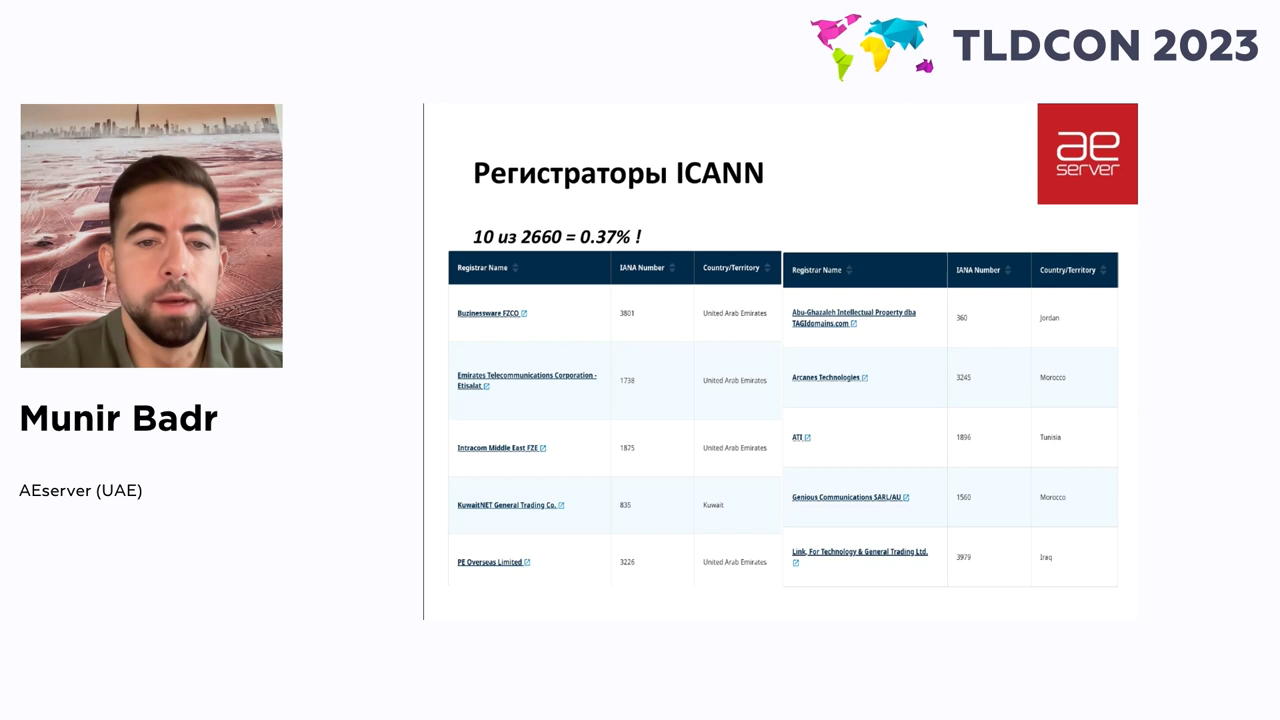 TLDCON 2023
ae
server
Munir Badr
AEserver (UAE)
Регистраторы ICANN
10 из 2660 = 0.37% !
Registrar Name IANA Number Country/Territory
Buzinessware FZCO 3801 United Arab Emirates
Emirates Telecommunications Corporation -
Etisalat 1738 United Arab Emirates
Intracom Middle East FZE 1875 United Arab Emirates
KuwaitNET General Trading Co. 835 Kuwait
PE Overseas Limited 3226 United Arab Emirates
Registrar Name IANA Number Country/Territory
Abu-Ghazaleh Intellectual Property dba
TAGIdomains.com 360 Jordan
Arcanes Technologies 3245 Morocco
ATI 1896 Tunisia
Genious Communications SARL/AU 1560 Morocco
Link, For Technology & General Trading Ltd. 3979 Iraq